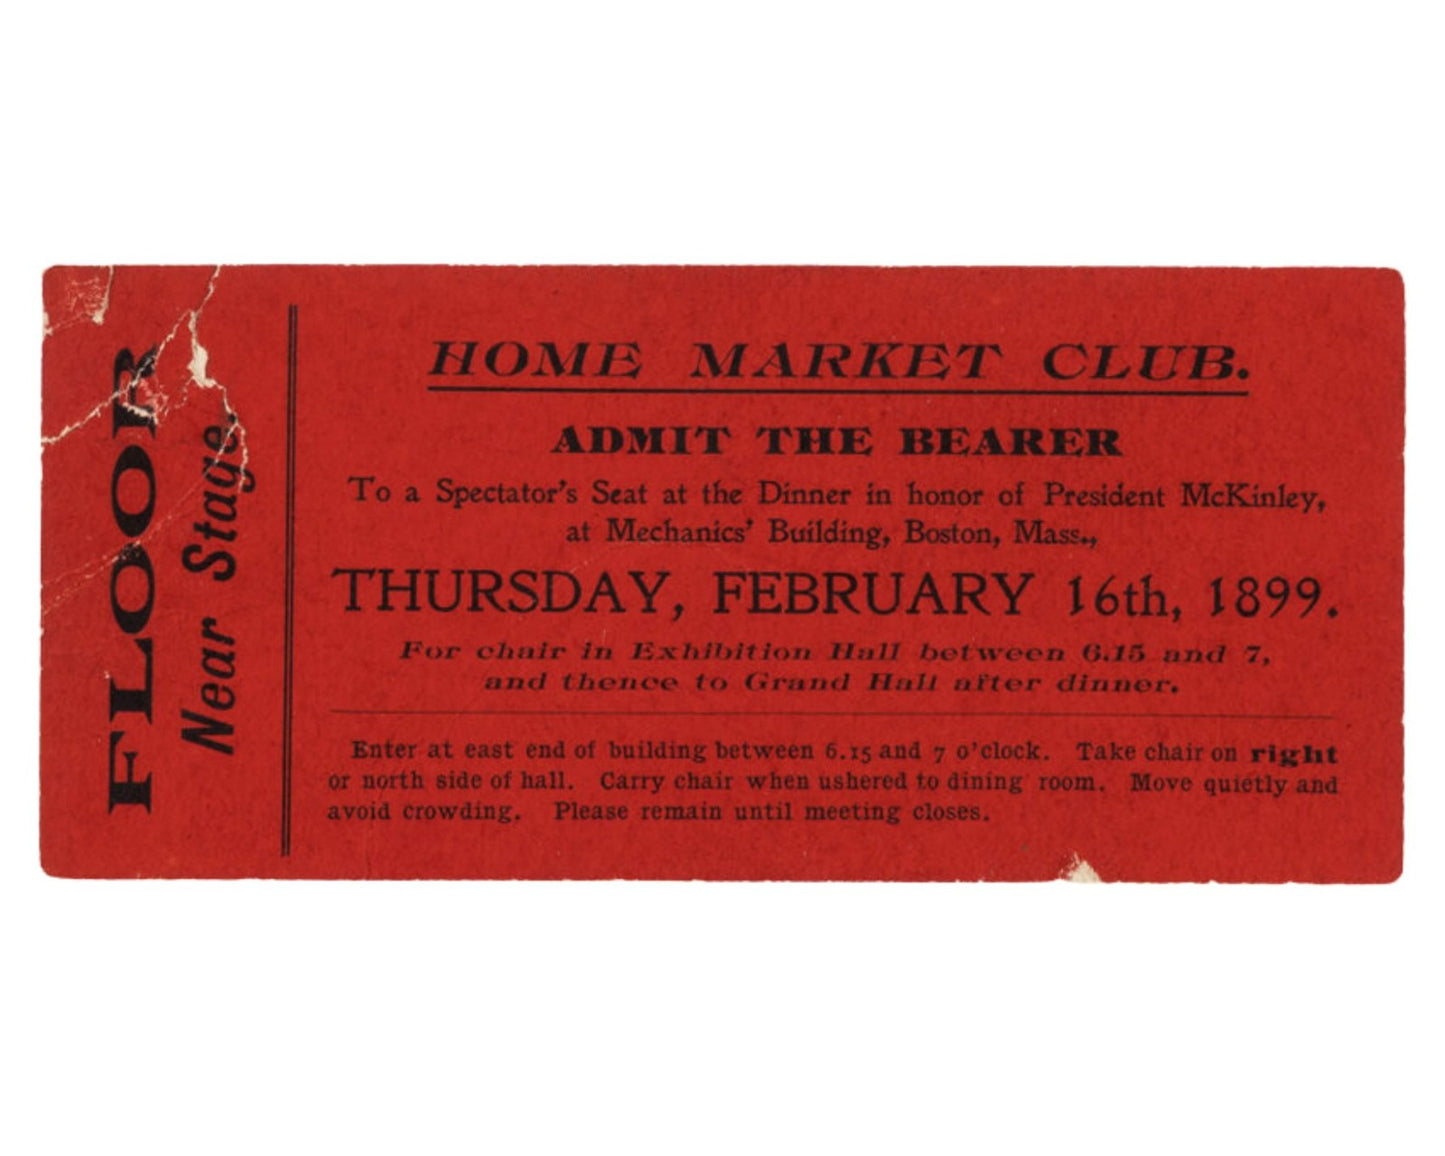 FLOOR
Near Stage.
HOME MARKET CLUB.
ADMIT THE BEARER
To a Spectator's Seat at the Dinner in honor of President McKinley,
at Mechanics' Building, Boston, Mass.,
THURSDAY, FEBRUARY 16th, 1899.
For chair in Exhibition Hall between 6.15 and 7,
and thence to Grand Hall after dinner.
Enter at east end of building between 6.15 and 7 o'clock. Take chair on right
or north side of hall. Carry chair when ushered to dining room. Move quietly and
avoid crowding. Please remain until meeting closes.